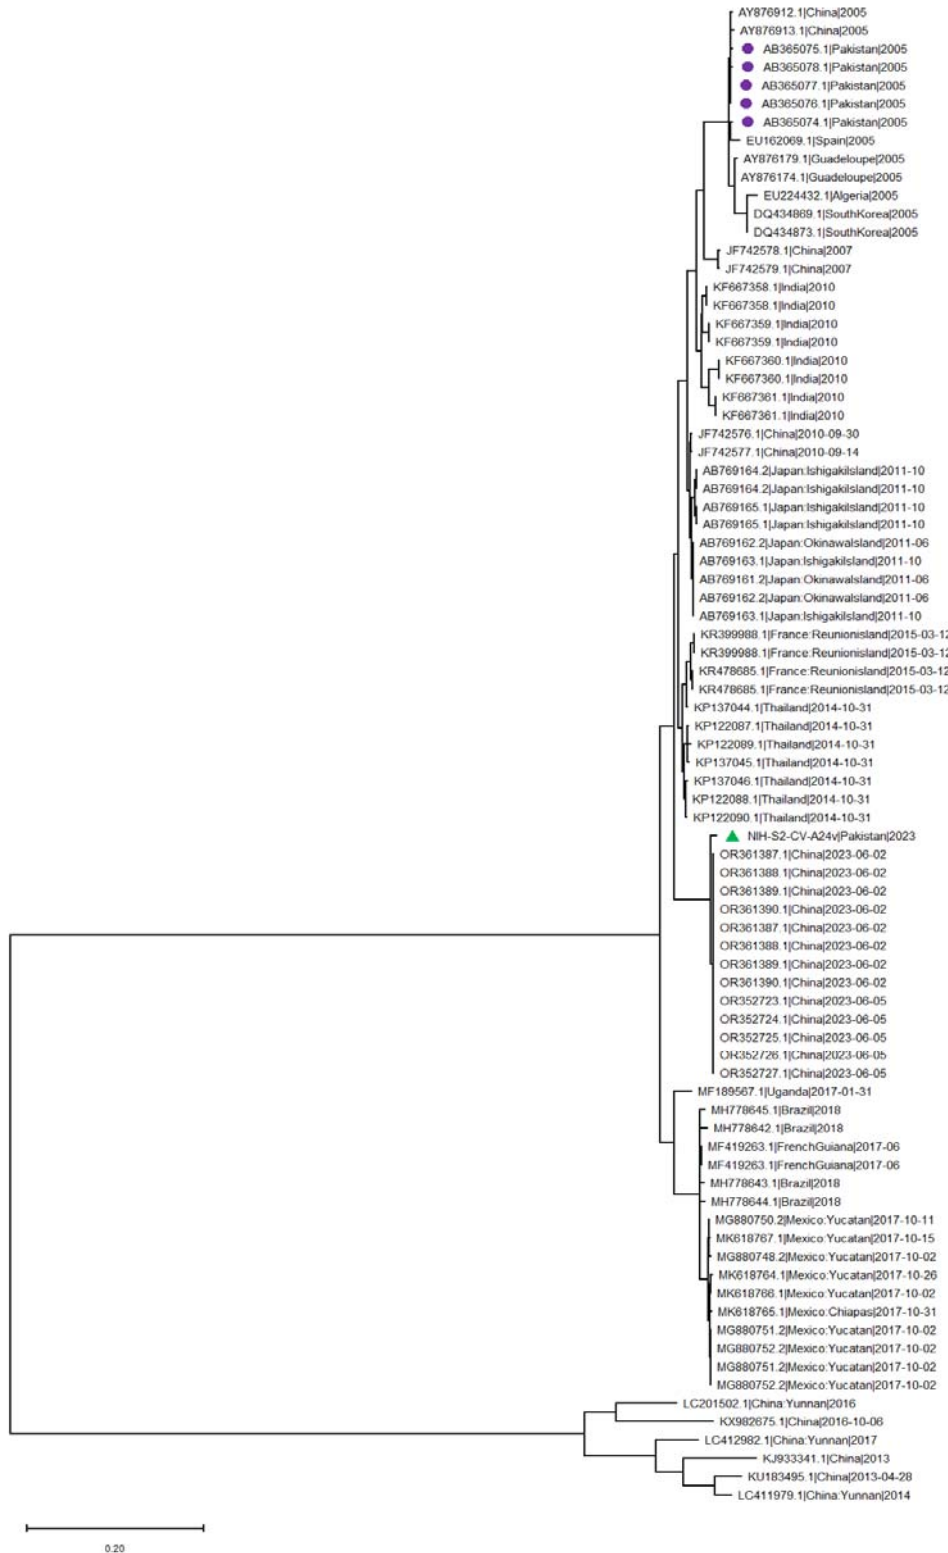 AY876912.1|China|2005
AY876913.1|China|2005
AB365075.1|Pakistan|2005
AB365078.1|Pakistan|2005
AB365077.1|Pakistan|2005
AB365076.1|Pakistan|2005
AB365074.1|Pakistan|2005
EU162069.1|Spain|2005
AY876179.1|Guadeloupe|2005
AY876174.1|Guadeloupe|2005
EU224432.1|Algeria|2005
DQ434869.1|SouthKorea|2005
DQ434873.1|SouthKorea|2005
JF742578.1|China|2007
JF742579.1|China|2007
KF667358.1|India|2010
KF667358.1|India|2010
KF667359.1|India|2010
KF667359.1|India|2010
KF667360.1|India|2010
KF667360.1|India|2010
KF667361.1|India|2010
KF667361.1|India|2010
JF742576.1|China|2010-09-30
JF742577.1|China|2010-09-14
AB769164.2|Japan:IshigakiIsland|2011-10
AB769164.2|Japan:IshigakiIsland|2011-10
AB769165.1|Japan:IshigakiIsland|2011-10
AB769165.1|Japan:IshigakiIsland|2011-10
AB769162.2|Japan:OkinawaIsland|2011-06
AB769163.1|Japan:IshigakiIsland|2011-10
AB769161.2|Japan:OkinawaIsland|2011-06
AB769162.2|Japan:OkinawaIsland|2011-06
AB769163.1|Japan:IshigakiIsland|2011-10
KR399988.1|France:Reunionisland|2015-03-12
KR399988.1|France:Reunionisland|2015-03-12
KR478685.1|France:Reunionisland|2015-03-12
KR478685.1|France:Reunionisland|2015-03-12
KP137044.1|Thailand|2014-10-31
KP122087.1|Thailand|2014-10-31
KP122089.1|Thailand|2014-10-31
KP137045.1|Thailand|2014-10-31
KP137046.1|Thailand|2014-10-31
KP122088.1|Thailand|2014-10-31
KP122090.1|Thailand|2014-10-31
NIH-S2-CV-A24v|Pakistan|2023
OR361387.1|China|2023-06-02
OR361388.1|China|2023-06-02
OR361389.1|China|2023-06-02
OR361390.1|China|2023-06-02
OR361387.1|China|2023-06-02
OR361388.1|China|2023-06-02
OR361389.1|China|2023-06-02
OR361390.1|China|2023-06-02
OR352723.1|China|2023-06-05
OR352724.1|China|2023-06-05
OR352725.1|China|2023-06-05
OR352726.1|China|2023-06-05
OR352727.1|China|2023-06-05
MF189567.1|Uganda|2017-01-31
MH778645.1|Brazil|2018
MH778642.1|Brazil|2018
MF419263.1|FrenchGuiana|2017-06
MF419263.1|FrenchGuiana|2017-06
MH778643.1|Brazil|2018
MH778644.1|Brazil|2018
MG880750.2|Mexico:Yucatan|2017-10-11
MK618767.1|Mexico:Yucatan|2017-10-15
MG880748.2|Mexico:Yucatan|2017-10-02
MK618764.1|Mexico:Yucatan|2017-10-26
MK618766.1|Mexico:Yucatan|2017-10-02
MK618765.1|Mexico:Chiapas|2017-10-31
MG880751.2|Mexico:Yucatan|2017-10-02
MG880752.2|Mexico:Yucatan|2017-10-02
MG880751.2|Mexico:Yucatan|2017-10-02
MG880752.2|Mexico:Yucatan|2017-10-02
LC201502.1|China:Yunnan|2016
KX982675.1|China|2016-10-06
LC412982.1|China:Yunnan|2017
KJ933341.1|China|2013
KU183495.1|China|2013-04-28
LC411979.1|China:Yunnan|2014
0.20